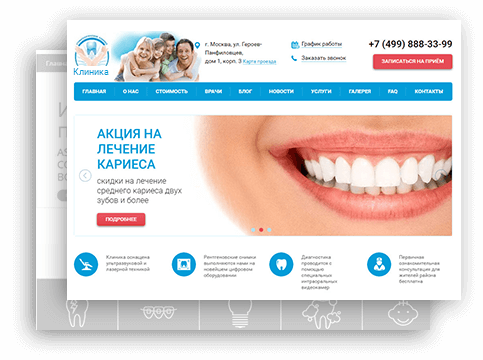 Клиника
г. Москва, ул. Героев-
Панфиловцев,
дом 1, корп. 3 Карта проезда
График работы
Заказать звонок
+7 (499) 888-33-99
ЗАПИСАТЬСЯ НА ПРИЁМ
ГЛАВНАЯ О НАС СТОИМОСТЬ ВРАЧИ БЛОГ НОВОСТИ УСЛУГИ ГАЛЕРЕЯ FAQ КОНТАКТЫ
АКЦИЯ НА
ЛЕЧЕНИЕ
КАРИЕСА
скидки на лечение
среднего кариеса двух
зубов и более
ПОДРОБНЕЕ
Клиника оснащена
ультразвуковой и
лазерной техникой
Рентгеновские снимки
выполняются нами на
новейшем цифровом
оборудовании
Диагностика
проводится с
помощью
специальных
интраоральных
видеокамер
Первичная
ознакомительная
консультация для
жителей района
бесплатна